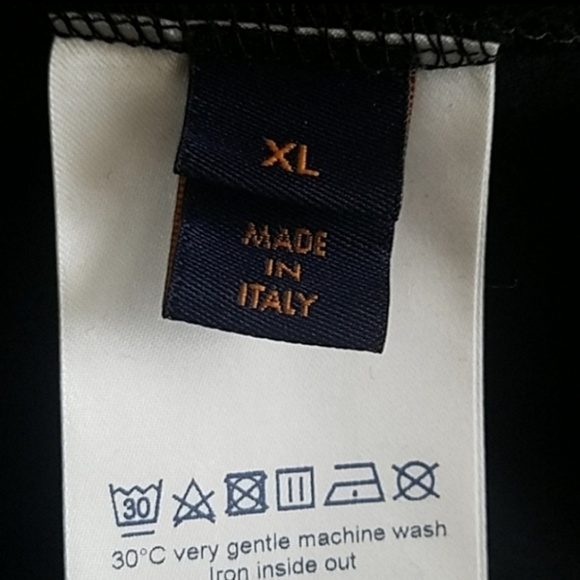 XL
MADE
IN
ITALY
30
30°C very gentle machine wash
Iron inside out